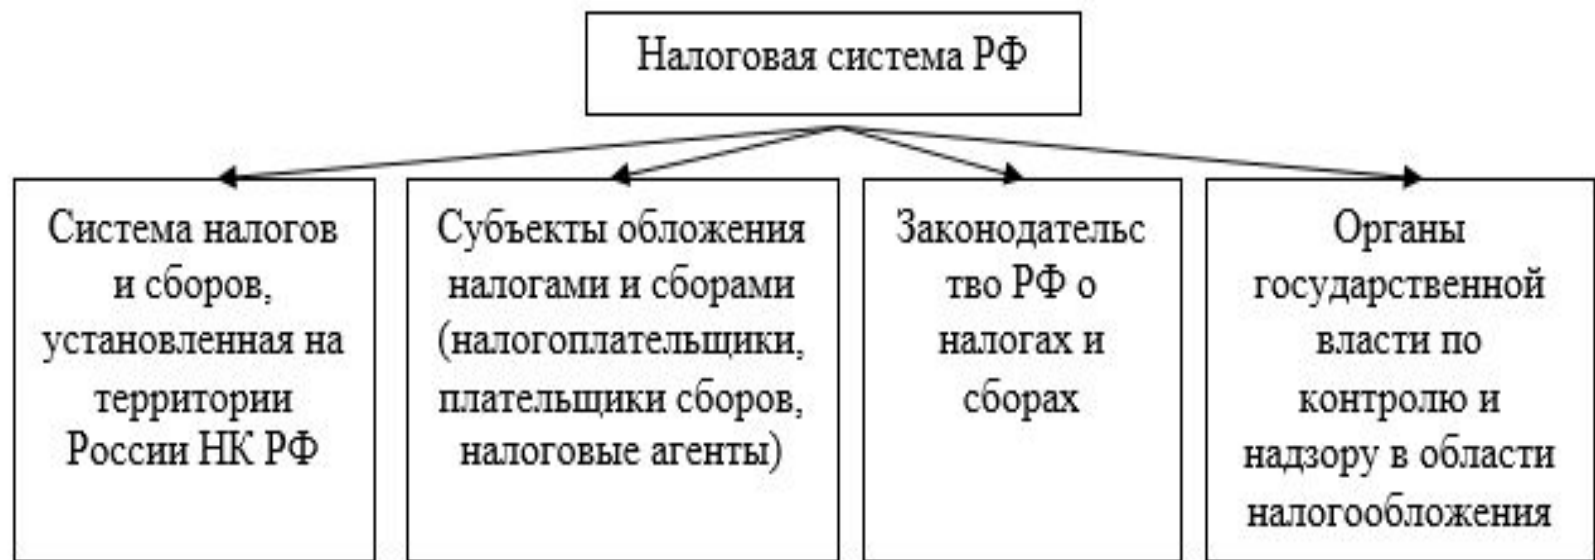 Налоговая система РФ
Система налогов
и сборов,
установленная на
территории
России НК РФ
Субъекты обложения
налогами и сборами
(налогоплательщики,
плательщики сборов,
налоговые агенты)
Законодательс
тво РФ о
налогах и
сборах
Органы
государственной
власти по
контролю и
надзору в области
налогообложения